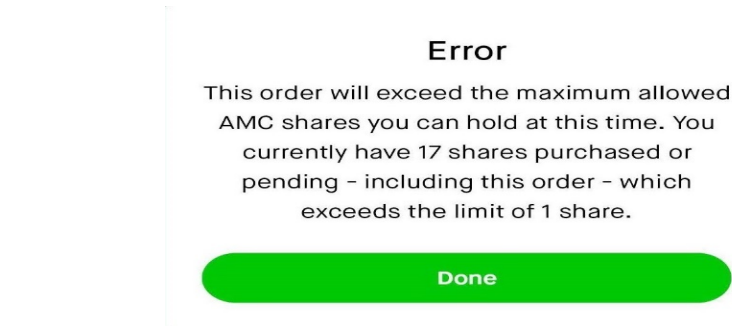 Error
This order will exceed the maximum allowed
AMC shares you can hold at this time. You
currently have 17 shares purchased or
pending - including this order - which
exceeds the limit of 1 share.
Done